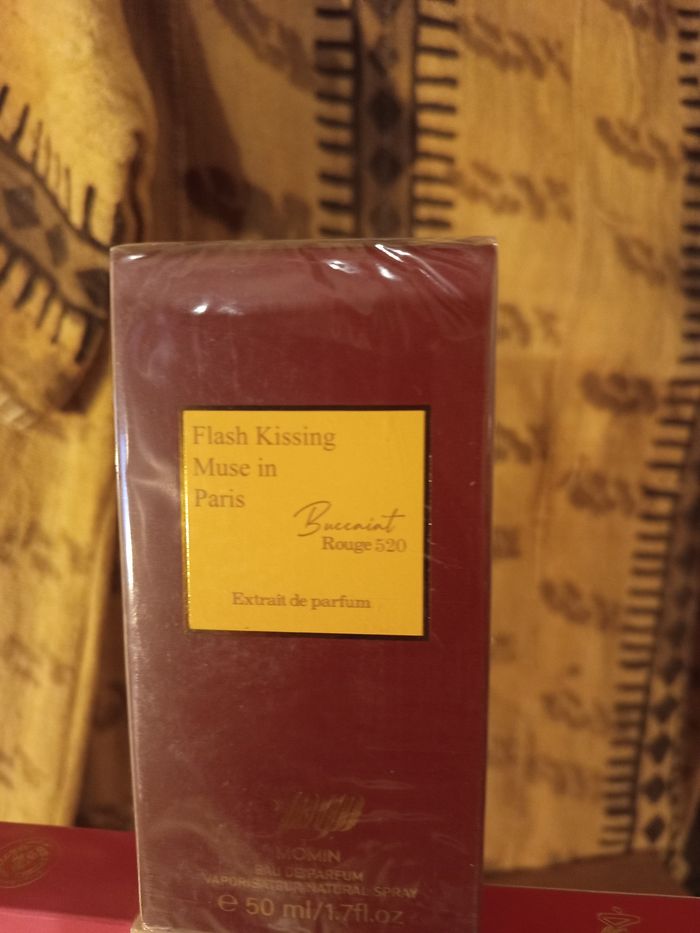 Flash Kissing
Muse in
Paris
Buccaiat
Rouge 520
Extrait de parfum
MOMIN
EAU DE PARFUM
VAPORISATEUR NATURAL SPRAY
℮ 50 ml/1.7fl.oz